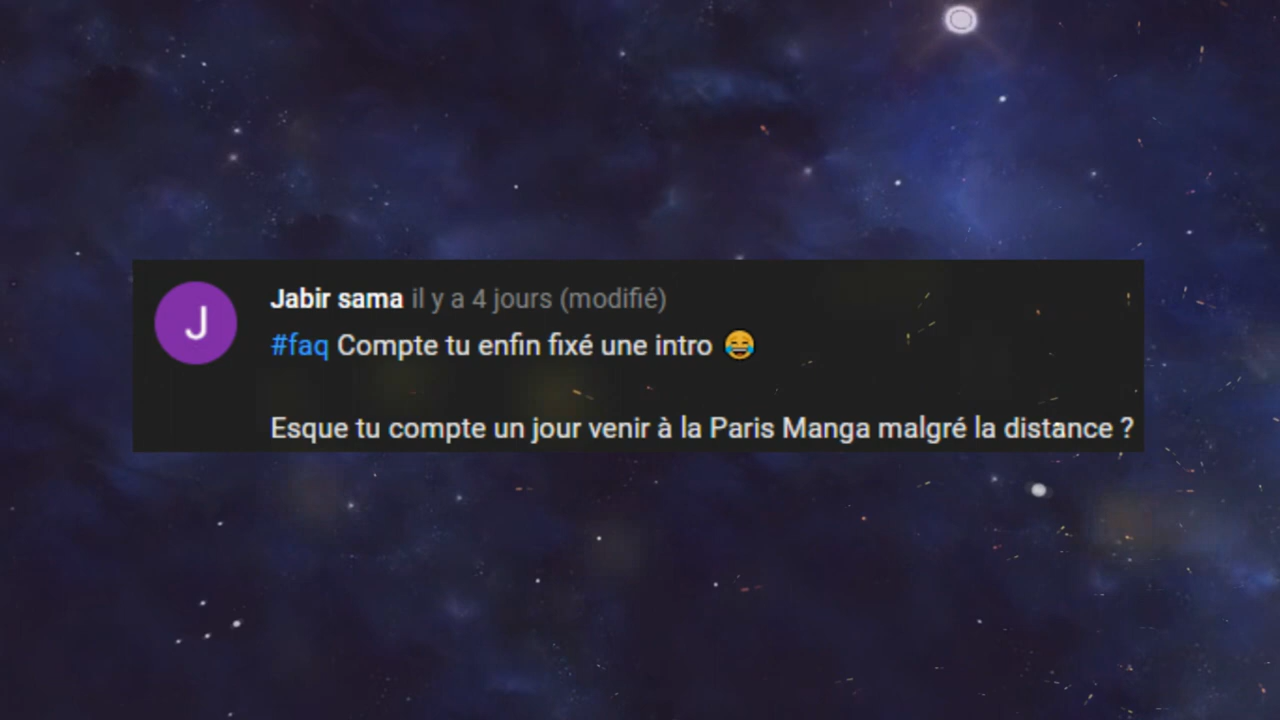 J
Jabir sama il y a 4 jours (modifié)
#faq Compte tu enfin fixé une intro 😂
Esque tu compte un jour venir à la Paris Manga malgré la distance ?